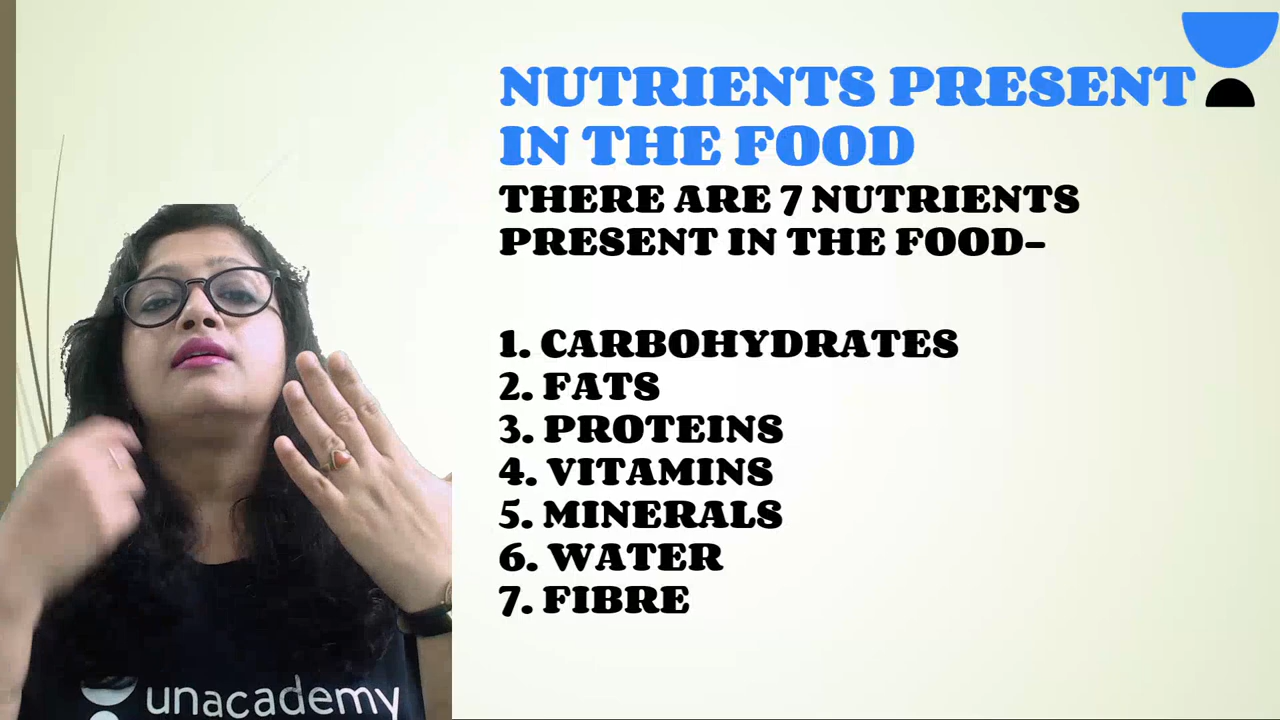 NUTRIENTS PRESENT
IN THE FOOD
THERE ARE 7 NUTRIENTS
PRESENT IN THE FOOD–
1. CARBOHYDRATES
2. FATS
3. PROTEINS
4. VITAMINS
5. MINERALS
6. WATER
7. FIBRE
unacademy